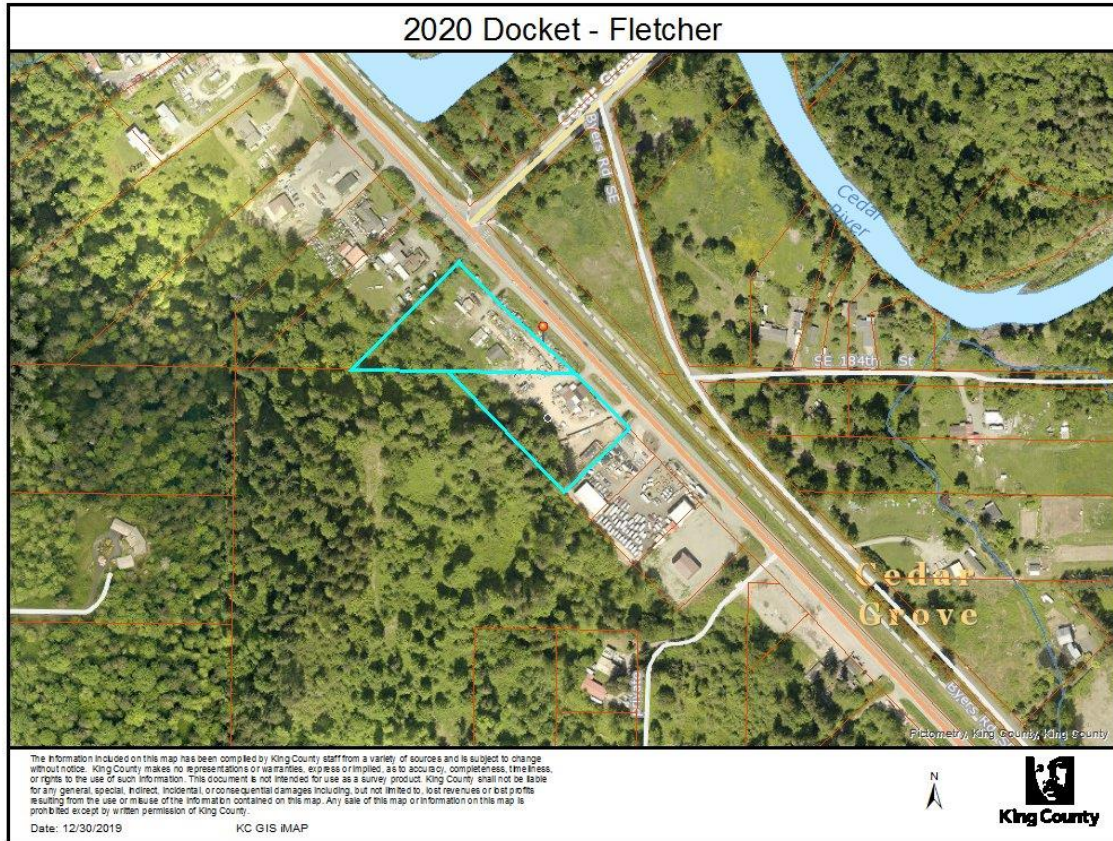 2020 Docket - Fletcher
Byers Rd SE
Cedar
River
SE 184th St
Cedar
Grove
Byers Rd S
Pictometry, King County, King County
The information included on this map has been compiled by King County staff from a variety of sources and is subject to change
without notice. King County makes no representations or warranties, express or implied, as to accuracy, completeness, timeliness,
or rights to the use of such information. This document is not intended for use as a survey product. King County shall not be liable
for any general, special, indirect, incidental, or consequential damages including, but not limited to, lost revenues or lost profits
resulting from the use or misuse of the information contained on this map. Any sale of this map or information on this map is
prohibited except by written permission of King County.
Date: 12/30/2019
KC GIS iMAP
N
King County